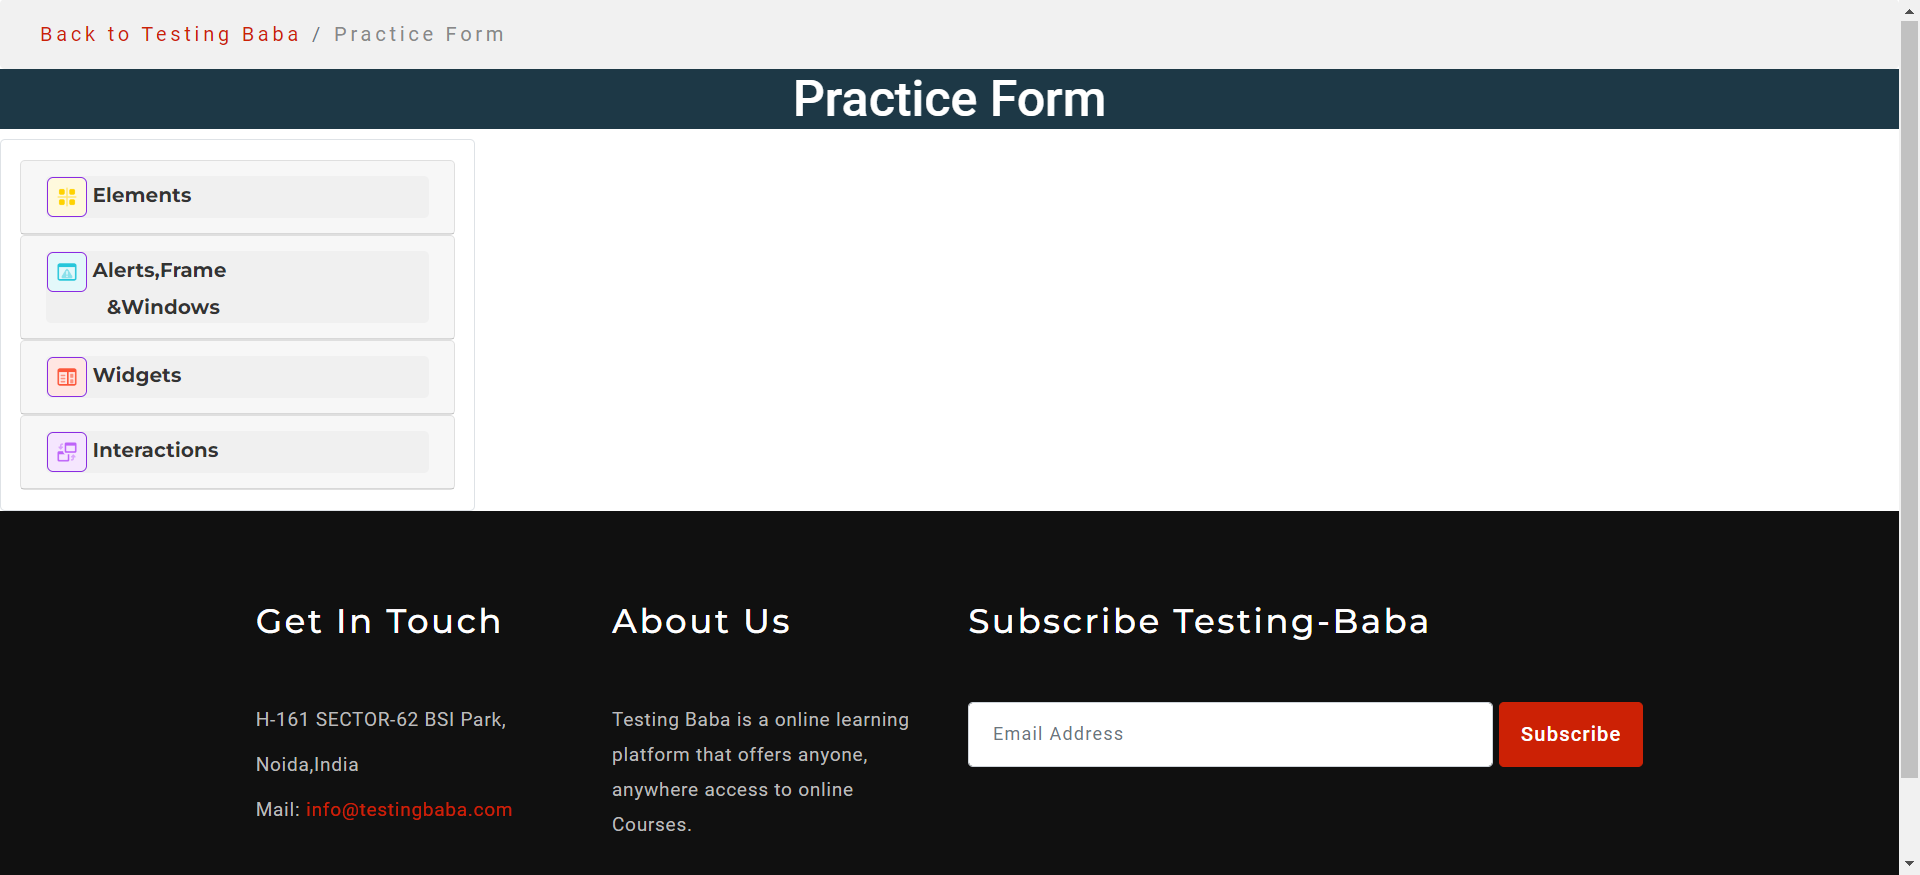 Back to Testing Baba / Practice Form
Practice Form
Elements
Alerts,Frame
&Windows
Widgets
Interactions
Get In Touch
H-161 SECTOR-62 BSI Park,
Noida,India
Mail: info@testingbaba.com
About Us
Testing Baba is a online learning
platform that offers anyone,
anywhere access to online
Courses.
Subscribe Testing-Baba
Email Address
Subscribe